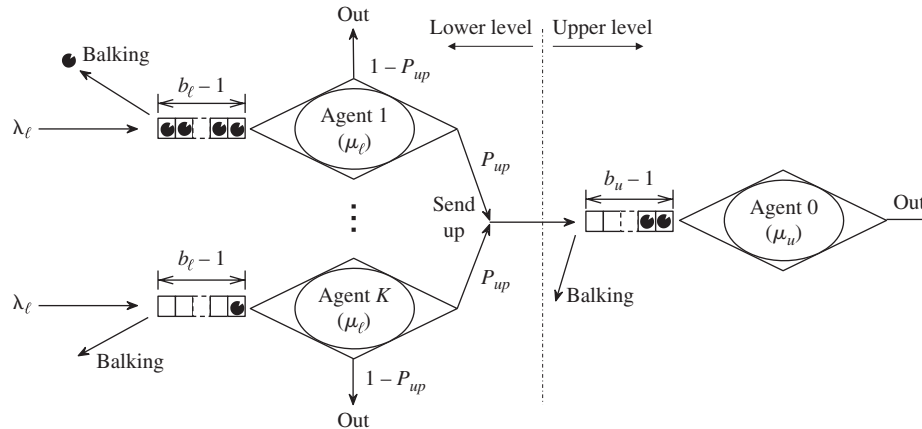 Out
Lower level
Upper level
Balking
1 – P_up
b_ℓ – 1
λ_ℓ
Agent 1
(μ_ℓ)
P_up
b_u – 1
Send
up
Agent 0
(μ_u)
Out
b_ℓ – 1
P_up
λ_ℓ
Agent K
(μ_ℓ)
Balking
Balking
1 – P_up
Out